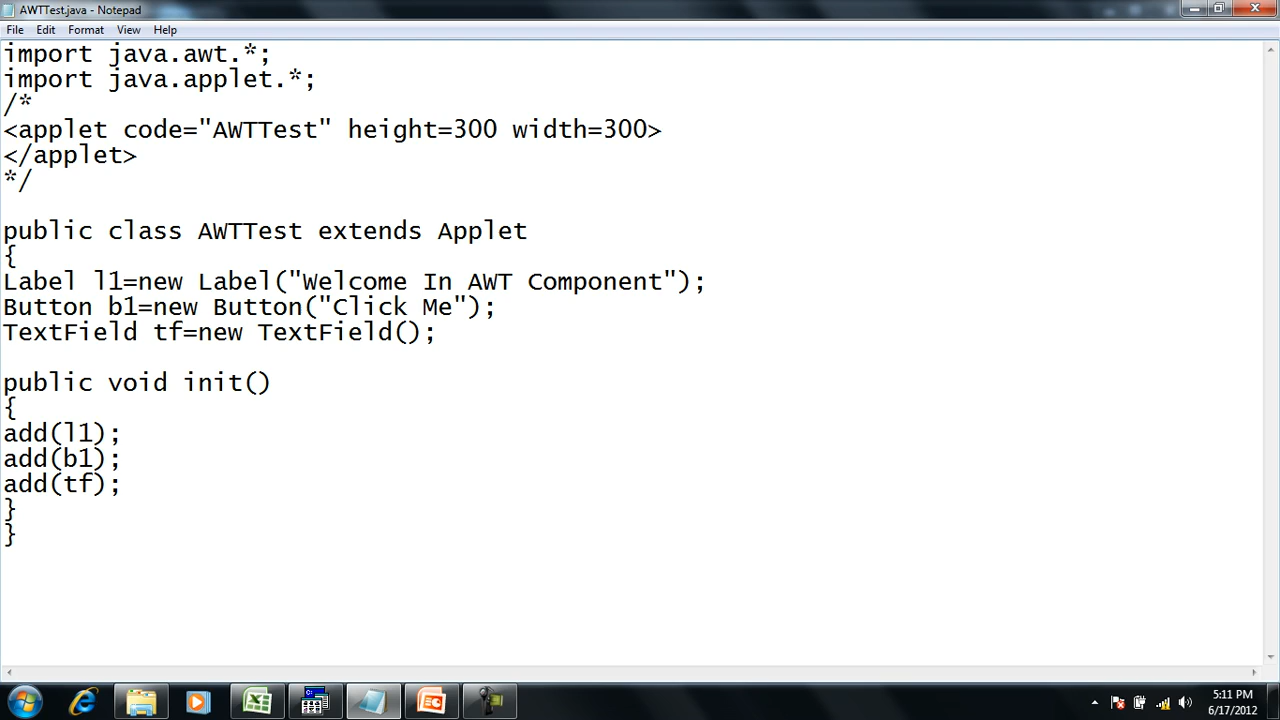 AWTTest.java - Notepad
File Edit Format View Help
import java.awt.*;
import java.applet.*;
/*
<applet code="AWTTest" height=300 width=300>
</applet>
*/
public class AWTTest extends Applet
{
Label l1=new Label("Welcome In AWT Component");
Button b1=new Button("Click Me");
TextField tf=new TextField();
public void init()
{
add(l1);
add(b1);
add(tf);
}
}
5:11 PM
6/17/2012